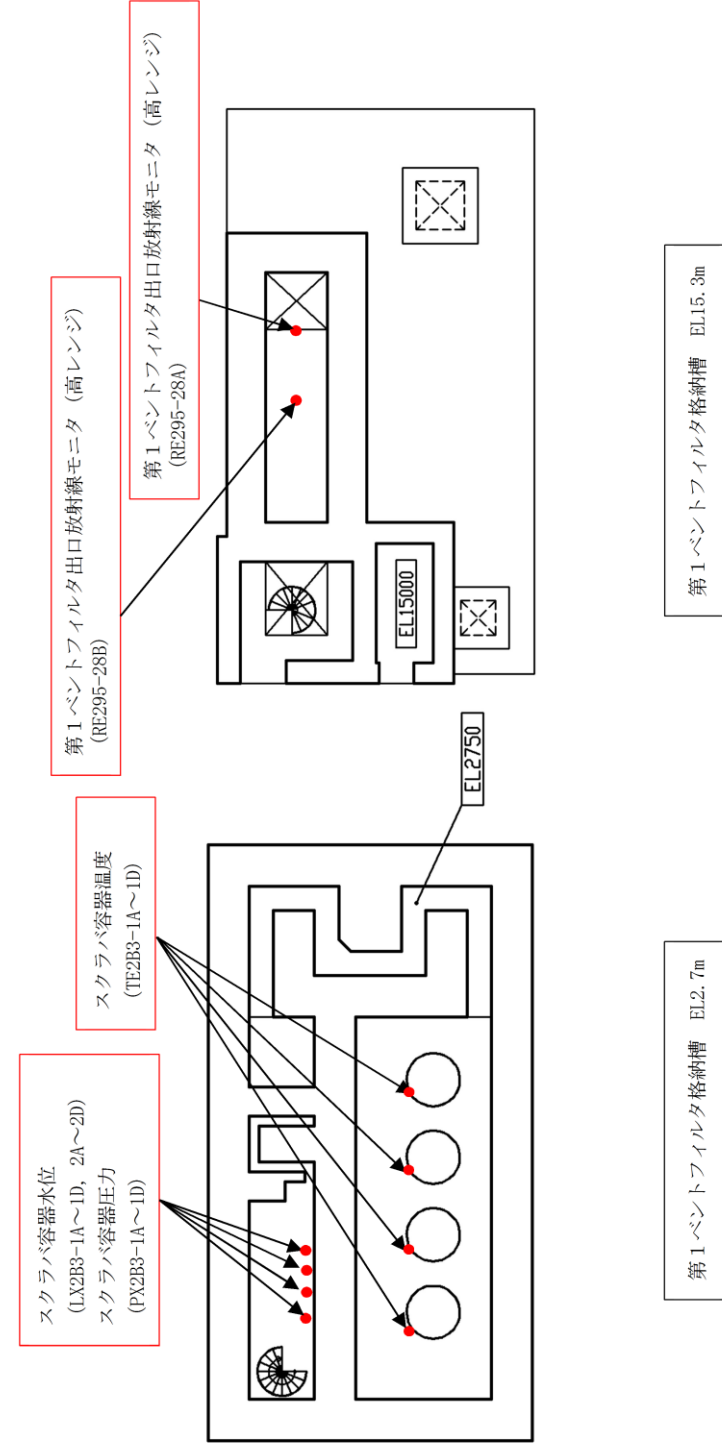 スクラバ容器水位
(LX2B3-1A～1D, 2A～2D)
スクラバ容器圧力
(PX2B3-1A～1D)
スクラバ容器温度
(TE2B3-1A～1D)
EL2750
第1ベントフィルタ格納槽　EL2.7m
第1ベントフィルタ出口放射線モニタ（高レンジ）
(RE295-28B)
第1ベントフィルタ出口放射線モニタ（高レンジ）
(RE295-28A)
EL15000
第1ベントフィルタ格納槽　EL15.3m